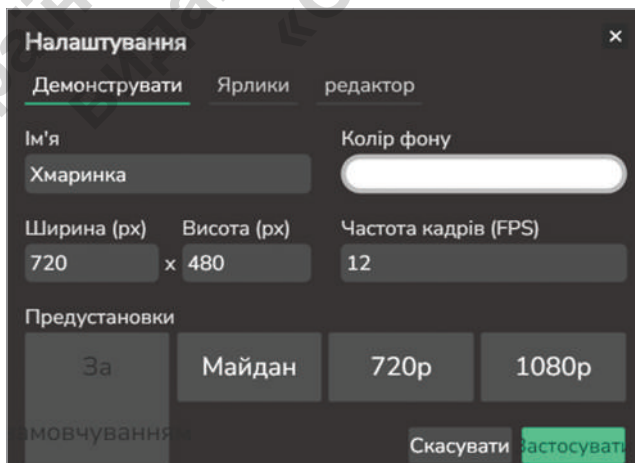 Налаштування ×
Демонструвати Ярлики редактор
Ім'я Колір фону
Хмаринка
Ширина (px) Висота (px) Частота кадрів (FPS)
720 x 480 12
Предустановки
За Майдан 720p 1080p
замовчуванням
Скасувати Застосувати